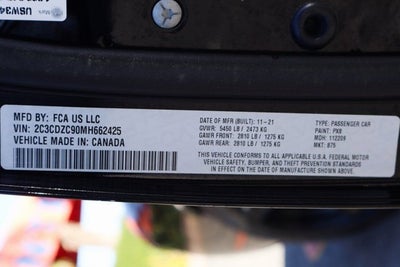 USW34
MFD BY: FCA US LLC
VIN: 2C3CDZC90MH662425
VEHICLE MADE IN: CANADA
DATE OF MFR (BUILT): 11-21
GVWR: 5450 LB / 2473 KG
GAWR FRONT: 2810 LB / 1275 KG
GAWR REAR: 2810 LB / 1275 KG
TYPE: PASSENGER CAR
PAINT: PX8
MDH: 112209
MKT: 875
THIS VEHICLE CONFORMS TO ALL APPLICABLE U.S.A. FEDERAL MOTOR
VEHICLE SAFETY, BUMPER, AND THEFT PREVENTION STANDARDS
IN EFFECT ON THE DATE OF MANUFACTURE SHOWN ABOVE.